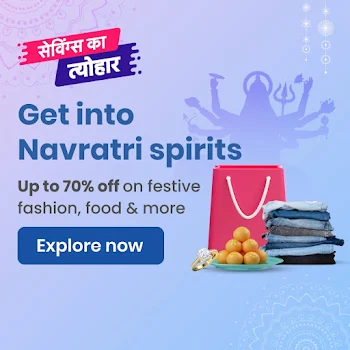 सेविंग्स का
त्योहार
Get into
Navratri spirits
Up to 70% off on festive
fashion, food & more
Explore now